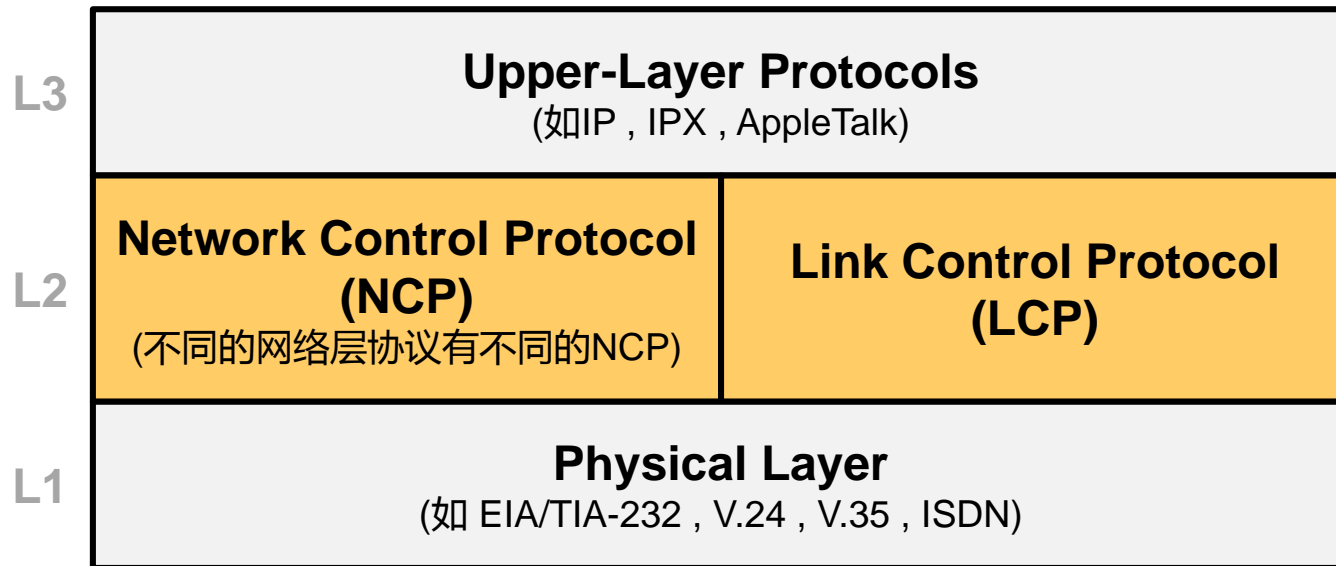 L3
Upper-Layer Protocols
(如IP , IPX , AppleTalk)
L2
Network Control Protocol
(NCP)
(不同的网络层协议有不同的NCP)
Link Control Protocol
(LCP)
L1
Physical Layer
(如 EIA/TIA-232 , V.24 , V.35 , ISDN)